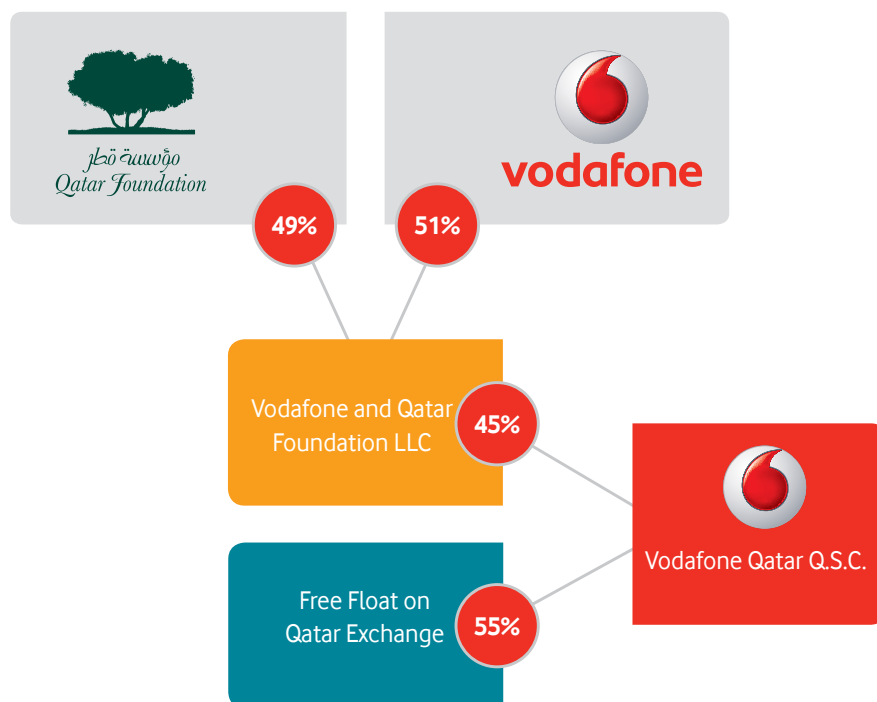 مؤسسة قطر
Qatar Foundation
vodafone
49%
51%
Vodafone and Qatar
Foundation LLC
45%
Vodafone Qatar Q.S.C.
Free Float on
Qatar Exchange
55%